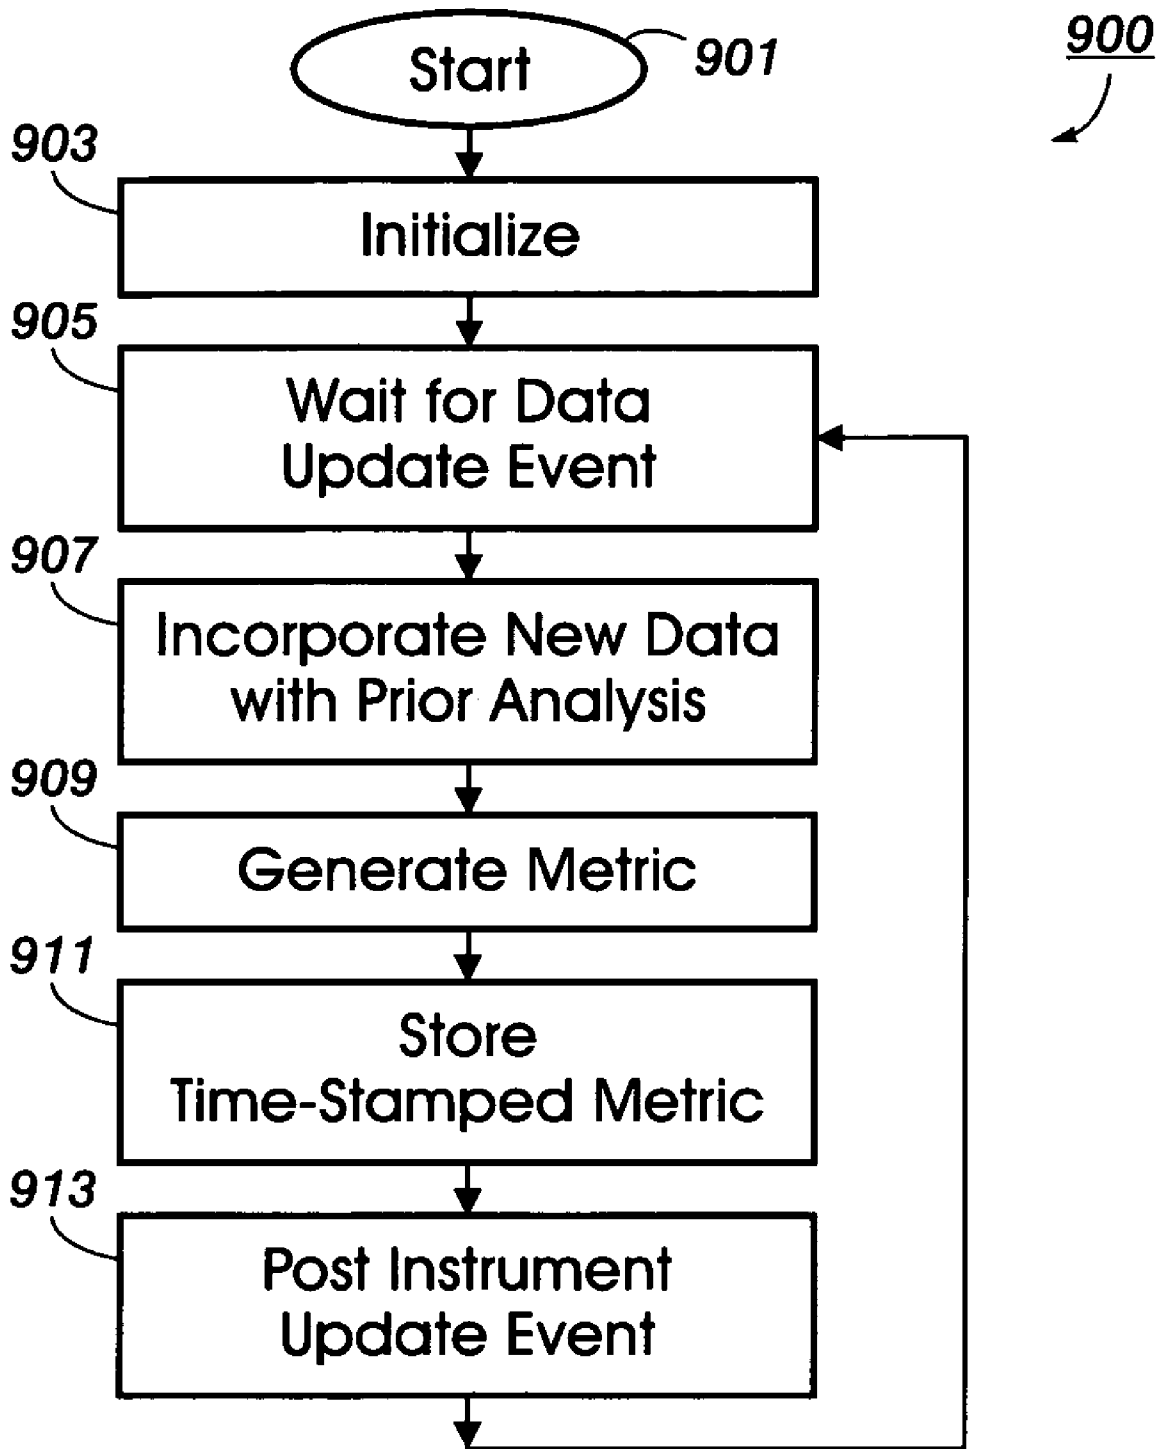 Start
901
900
903
Initialize
905
Wait for Data
Update Event
907
Incorporate New Data
with Prior Analysis
909
Generate Metric
911
Store
Time-Stamped Metric
913
Post Instrument
Update Event